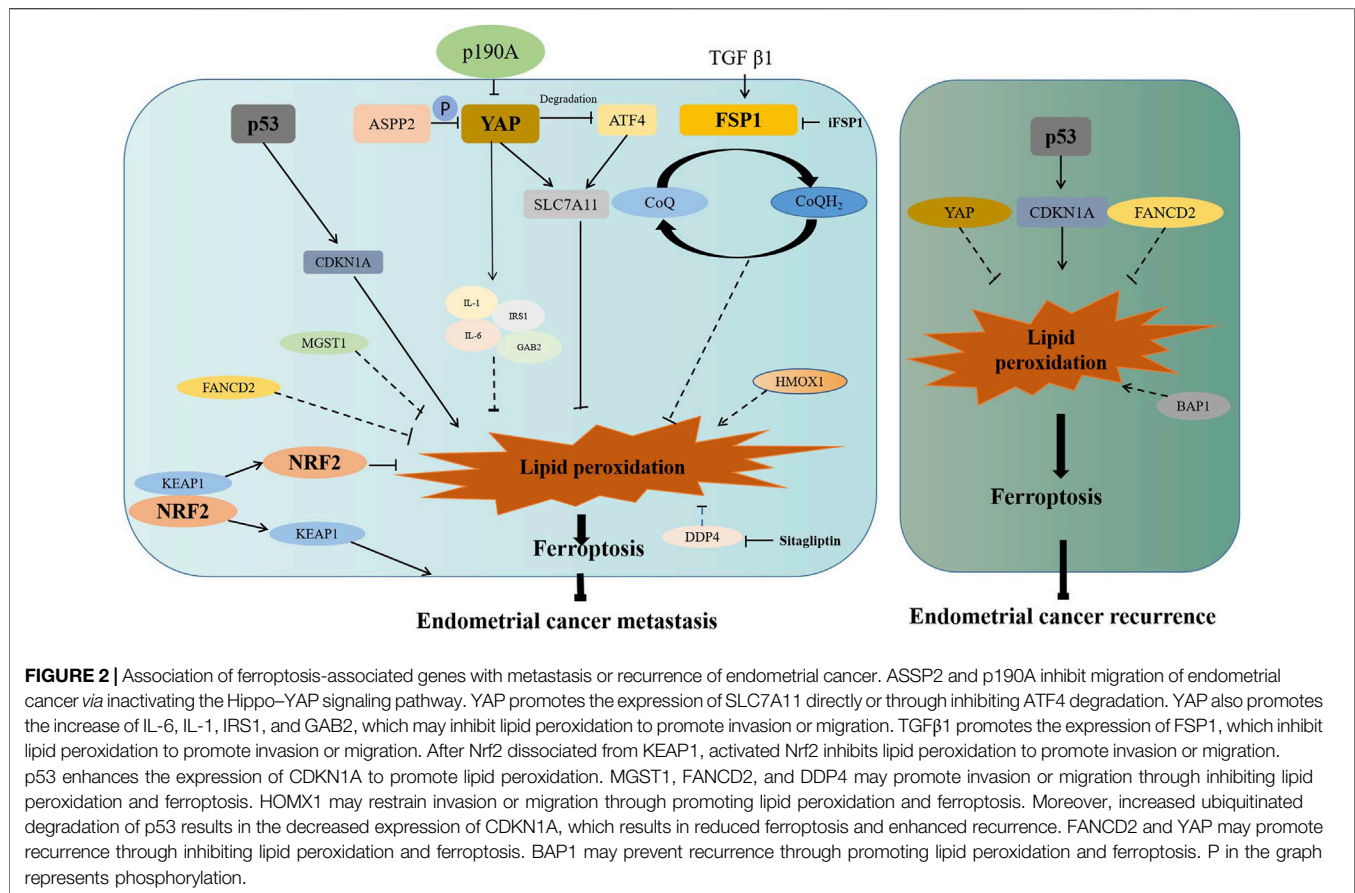 p190A
TGF β1
P
Degradation
p53
ASPP2
YAP
ATF4
FSP1
iFSP1
SLC7A11
CoQ
CoQH2
CDKN1A
IL-1
IRS1
IL-6
GAB2
MGST1
FANCD2
HMOX1
NRF2
KEAP1
NRF2
KEAP1
Lipid peroxidation
DDP4
Sitagliptin
Ferroptosis
Endometrial cancer metastasis
p53
YAP
CDKN1A
FANCD2
Lipid
peroxidation
BAP1
Ferroptosis
Endometrial cancer recurrence
FIGURE 2 | Association of ferroptosis-associated genes with metastasis or recurrence of endometrial cancer. ASSP2 and p190A inhibit migration of endometrial
cancer via inactivating the Hippo–YAP signaling pathway. YAP promotes the expression of SLC7A11 directly or through inhibiting ATF4 degradation. YAP also promotes
the increase of IL-6, IL-1, IRS1, and GAB2, which may inhibit lipid peroxidation to promote invasion or migration. TGFβ1 promotes the expression of FSP1, which inhibit
lipid peroxidation to promote invasion or migration. After Nrf2 dissociated from KEAP1, activated Nrf2 inhibits lipid peroxidation to promote invasion or migration.
p53 enhances the expression of CDKN1A to promote lipid peroxidation. MGST1, FANCD2, and DDP4 may promote invasion or migration through inhibiting lipid
peroxidation and ferroptosis. HOMX1 may restrain invasion or migration through promoting lipid peroxidation and ferroptosis. Moreover, increased ubiquitinated
degradation of p53 results in the decreased expression of CDKN1A, which results in reduced ferroptosis and enhanced recurrence. FANCD2 and YAP may promote
recurrence through inhibiting lipid peroxidation and ferroptosis. BAP1 may prevent recurrence through promoting lipid peroxidation and ferroptosis. P in the graph
represents phosphorylation.